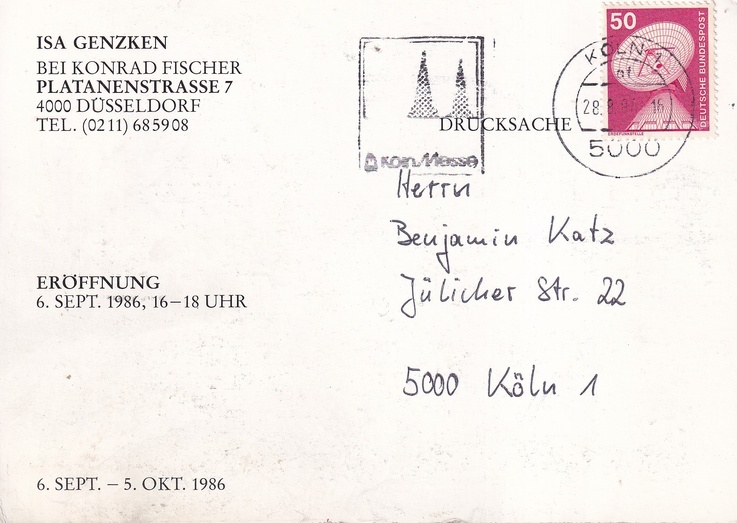 ISA GENZKEN
BEI KONRAD FISCHER
PLATANENSTRASSE 7
4000 DÜSSELDORF
TEL. (0211) 685908
ERÖFFNUNG
6. SEPT. 1986, 16–18 UHR
6. SEPT. – 5. OKT. 1986
Köln Messe
DRUCKSACHE
50
DEUTSCHE BUNDESPOST
ERDEFUNKSTELLE
KÖLN 1
5000
Herrn
Benjamin Katz
Jülicher Str. 22
5000 Köln 1